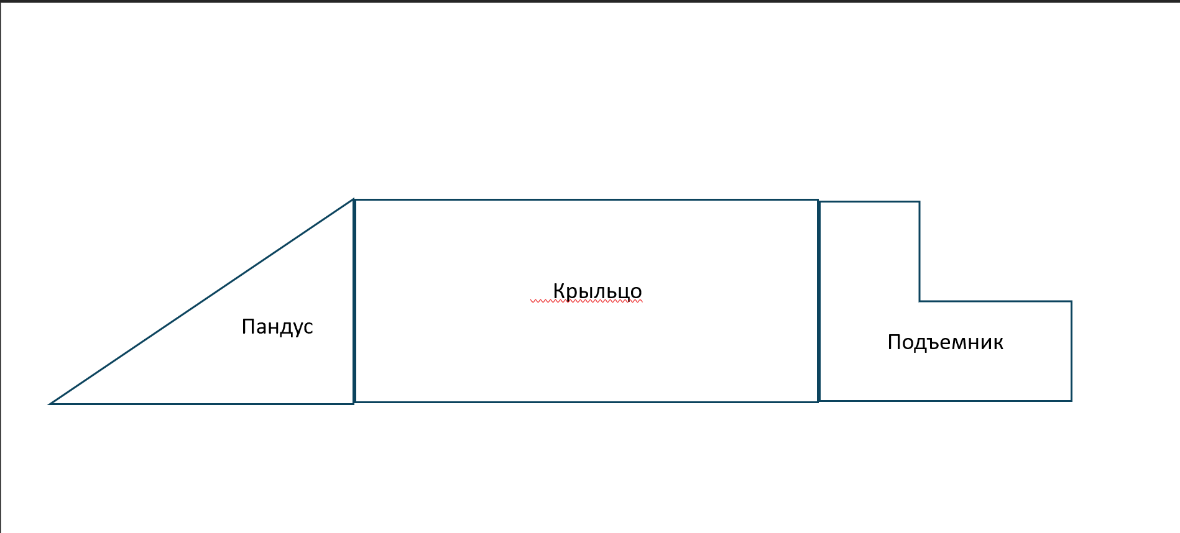 Крыльцо
Пандус
Подъемник